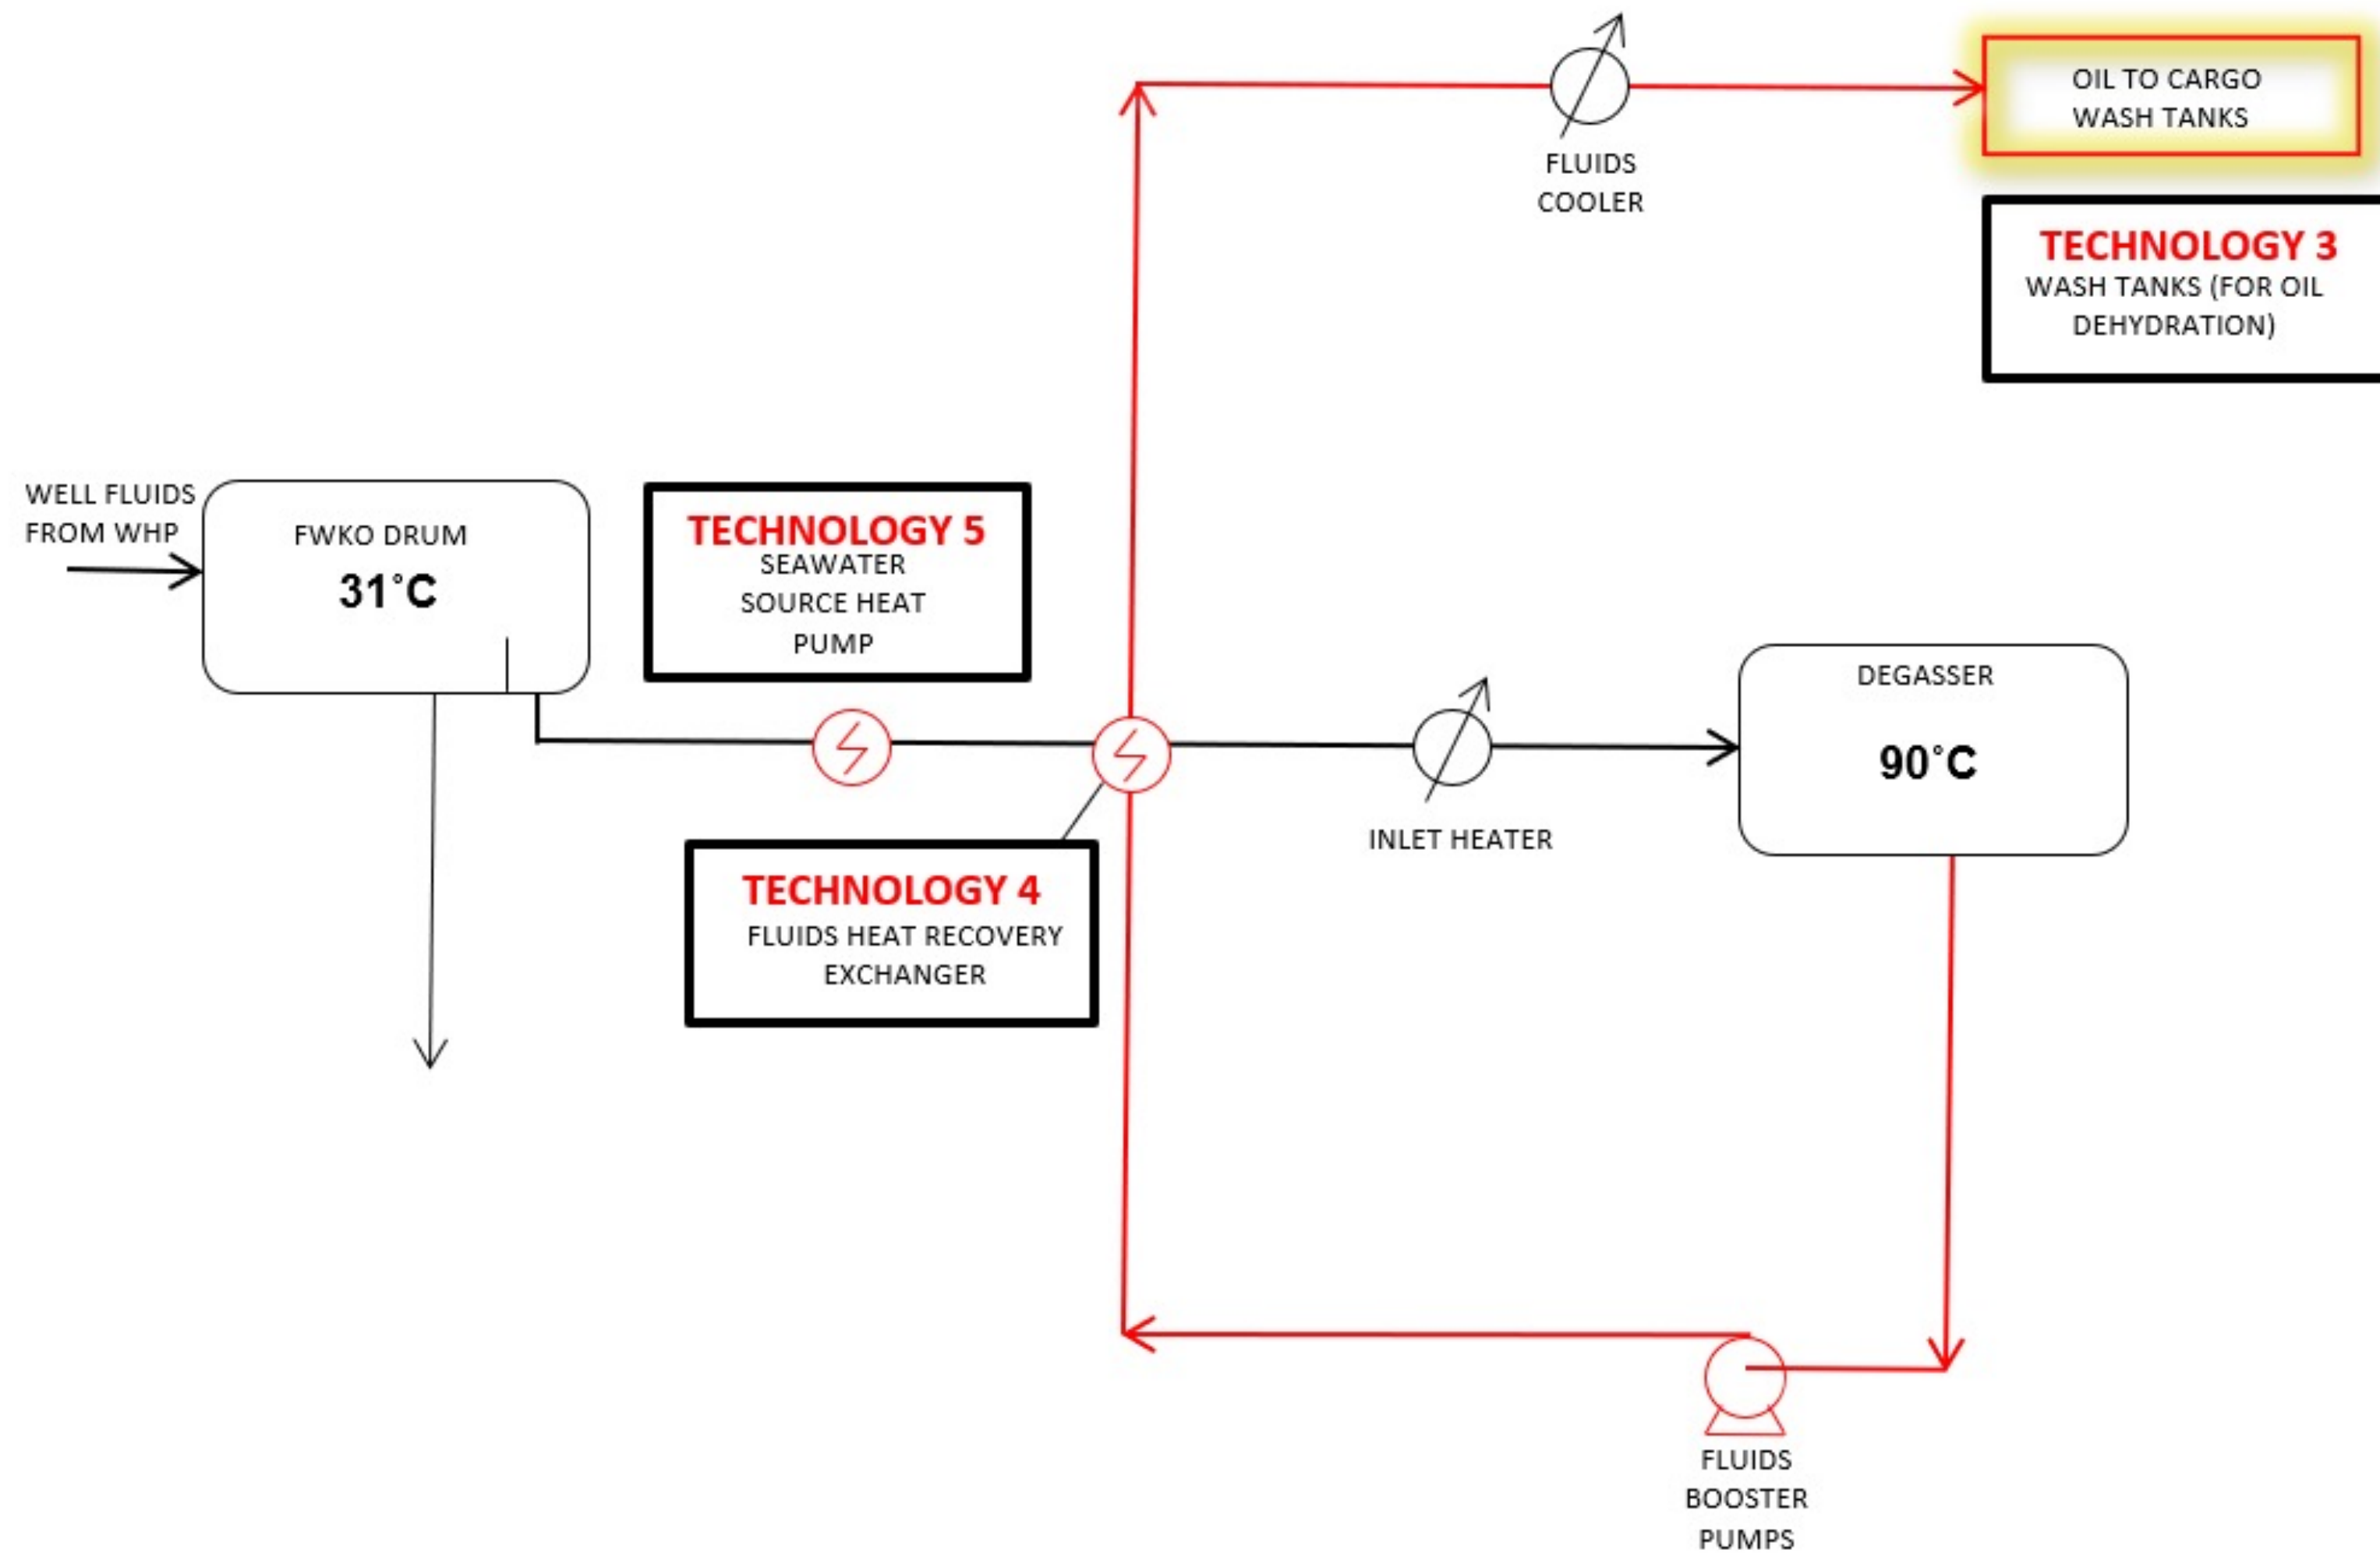 OIL TO CARGO
WASH TANKS
FLUIDS
COOLER
TECHNOLOGY 3
WASH TANKS (FOR OIL
DEHYDRATION)
WELL FLUIDS
FROM WHP
FWKO DRUM
31°C
TECHNOLOGY 5
SEAWATER
SOURCE HEAT
PUMP
DEGASSER
90°C
INLET HEATER
TECHNOLOGY 4
FLUIDS HEAT RECOVERY
EXCHANGER
FLUIDS
BOOSTER
PUMPS